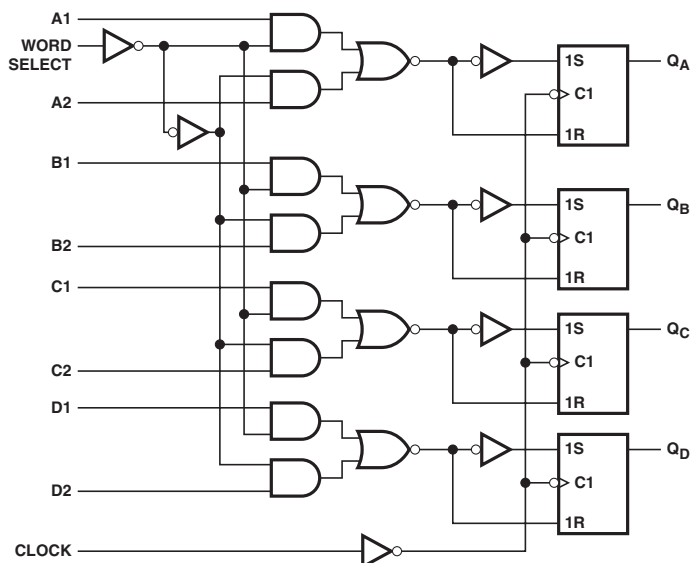 A1
WORD
SELECT
A2
1S
QA
C1
1R
B1
B2
1S
QB
C1
1R
C1
C2
1S
QC
C1
1R
D1
D2
1S
QD
C1
1R
CLOCK